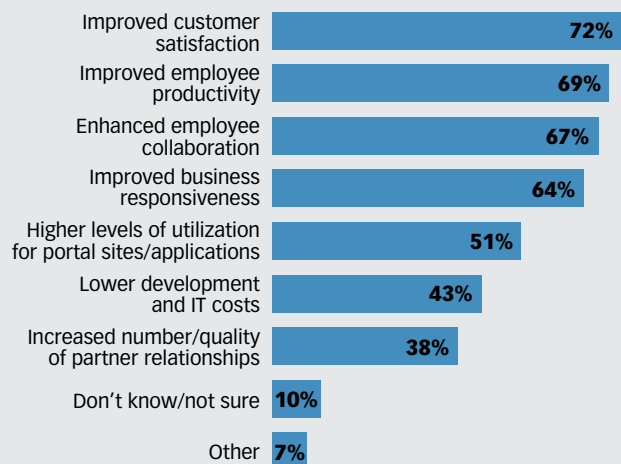 Improved customer
satisfaction
72%
Improved employee
productivity
69%
Enhanced employee
collaboration
67%
Improved business
responsiveness
64%
Higher levels of utilization
for portal sites/applications
51%
Lower development
and IT costs
43%
Increased number/quality
of partner relationships
38%
Don’t know/not sure
10%
Other
7%